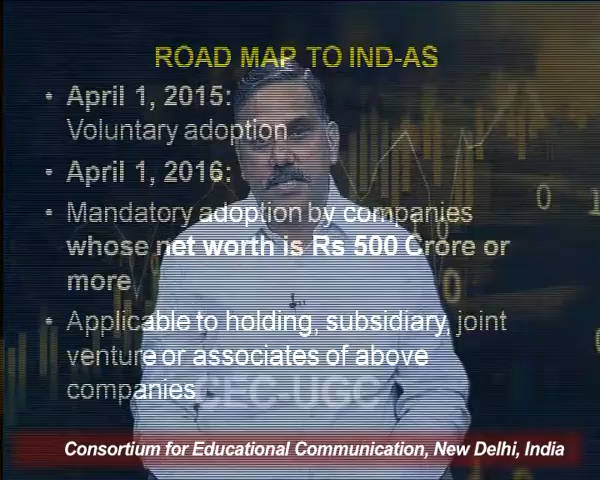 ROAD MAP TO IND-AS
• April 1, 2015:
Voluntary adoption
• April 1, 2016:
• Mandatory adoption by companies
whose net worth is Rs 500 Crore or
more
• Applicable to holding, subsidiary, joint
venture or associates of above
companies
CEC-UGC
Consortium for Educational Communication, New Delhi, India